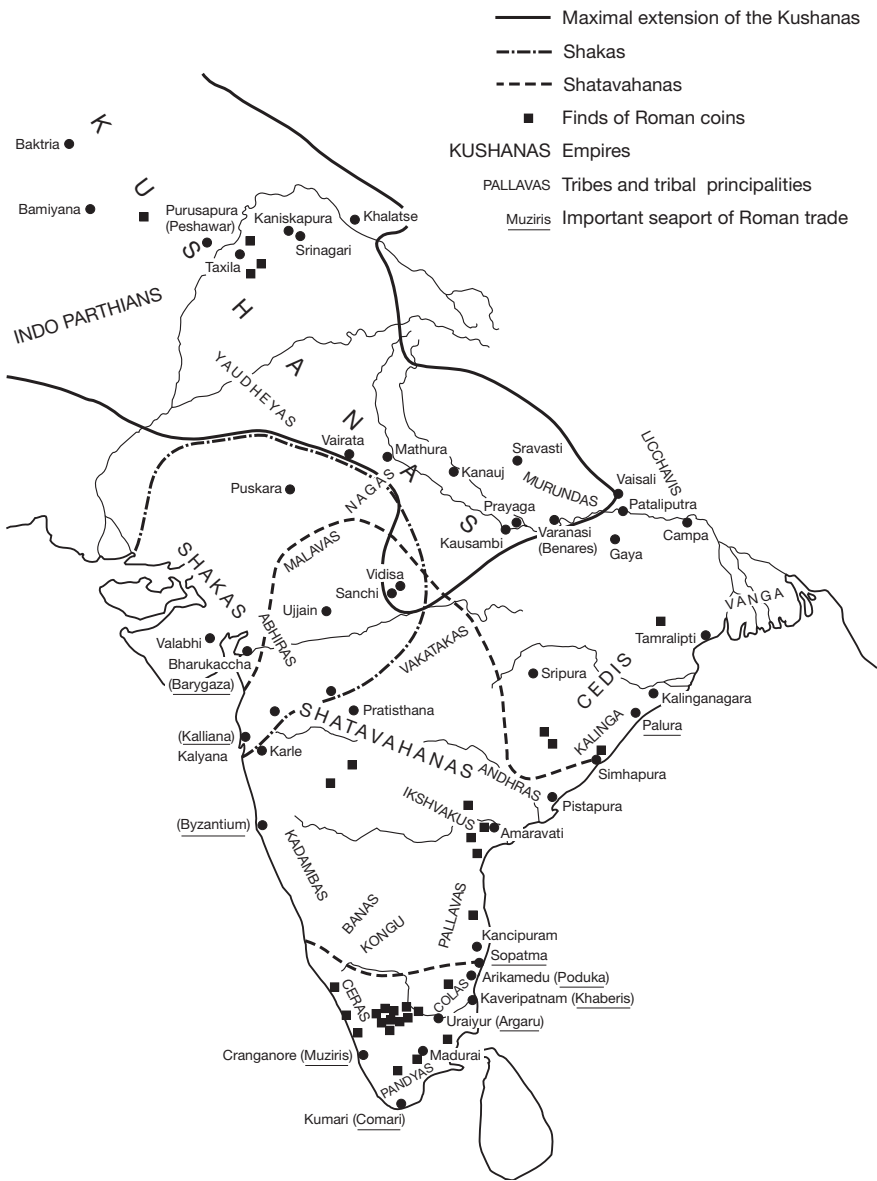 Maximal extension of the Kushanas
Shakas
Shatavahanas
Finds of Roman coins
KUSHANAS Empires
PALLAVAS Tribes and tribal principalities
Muziris Important seaport of Roman trade
KUSHANAS
Baktria
Bamiyana
Purusapura
(Peshawar)
Kaniskapura
Khalatse
Srinagari
Taxila
INDO PARTHIANS
YAUDHEYAS
Vairata
Mathura
Sravasti
Kanauj
LICCHAVIS
Puskara
NAGAS
MURUNDAS
Vaisali
Prayaga
Pataliputra
Kausambi
Varanasi
(Benares)
Gaya
Campa
SHAKAS
MALAVAS
Vidisa
Sanchi
Ujjain
VANGA
ABHIRAS
Valabhi
Bharukaccha
(Barygaza)
VAKATAKAS
Tamralipti
Sripura
CEDIS
Kalinganagara
Palura
KALINGA
Pratisthana
SHATAVAHANAS
(Kalliana)
Kalyana
Karle
Simhapura
ANDHRAS
Pistapura
IKSHVAKUS
Amaravati
(Byzantium)
KADAMBAS
BANAS
KONGU
PALLAVAS
Kancipuram
Sopatma
Arikamedu (Poduka)
Kaveripatnam (Khaberis)
CERAS
COLAS
Uraiyur (Argaru)
Cranganore (Muziris)
Madurai
PANDYAS
Kumari (Comari)